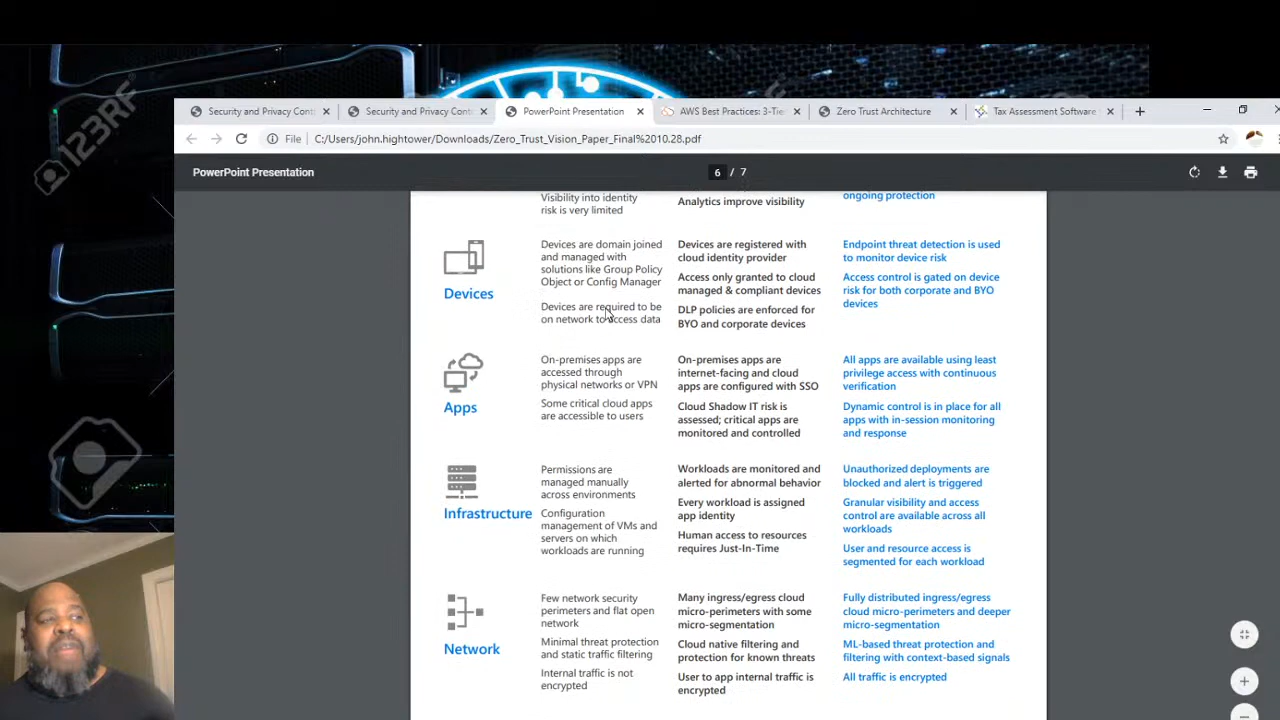 Security and Privacy Cont
Security and Privacy Cont
PowerPoint Presentation
AWS Best Practices: 3-Tie
Zero Trust Architecture
Tax Assessment Software
File
C:/Users/john.hightower/Downloads/Zero_Trust_Vision_Paper_Final%2010.28.pdf
PowerPoint Presentation
6 / 7
Visibility into identity
risk is very limited
Analytics improve visibility
ongoing protection
Devices
Devices are domain joined
and managed with
solutions like Group Policy
Object or Config Manager
Devices are required to be
on network to access data
Devices are registered with
cloud identity provider
Access only granted to cloud
managed & compliant devices
DLP policies are enforced for
BYO and corporate devices
Endpoint threat detection is used
to monitor device risk
Access control is gated on device
risk for both corporate and BYO
devices
Apps
On-premises apps are
accessed through
physical networks or VPN
Some critical cloud apps
are accessible to users
On-premises apps are
internet-facing and cloud
apps are configured with SSO
Cloud Shadow IT risk is
assessed; critical apps are
monitored and controlled
All apps are available using least
privilege access with continuous
verification
Dynamic control is in place for all
apps with in-session monitoring
and response
Infrastructure
Permissions are
managed manually
across environments
Configuration
management of VMs and
servers on which
workloads are running
Workloads are monitored and
alerted for abnormal behavior
Every workload is assigned
app identity
Human access to resources
requires Just-In-Time
Unauthorized deployments are
blocked and alert is triggered
Granular visibility and access
control are available across all
workloads
User and resource access is
segmented for each workload
Network
Few network security
perimeters and flat open
network
Minimal threat protection
and static traffic filtering
Internal traffic is not
encrypted
Many ingress/egress cloud
micro-perimeters with some
micro-segmentation
Cloud native filtering and
protection for known threats
User to app internal traffic is
encrypted
Fully distributed ingress/egress
cloud micro-perimeters and deeper
micro-segmentation
ML-based threat protection and
filtering with context-based signals
All traffic is encrypted
123RF